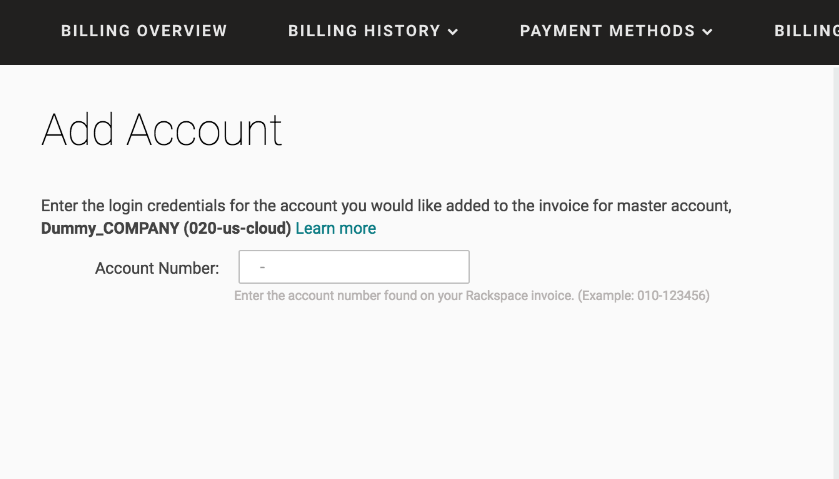 BILLING OVERVIEW BILLING HISTORY PAYMENT METHODS BILLING
Add Account
Enter the login credentials for the account you would like added to the invoice for master account,
Dummy_COMPANY (020-us-cloud) Learn more
Account Number: -
Enter the account number found on your Rackspace invoice. (Example: 010-123456)